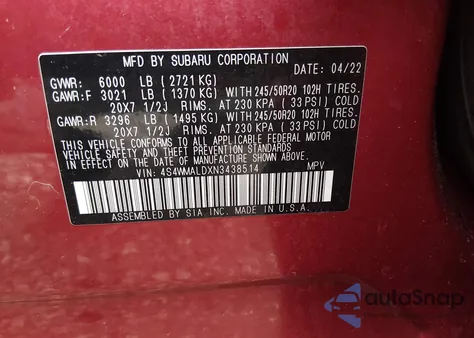 MFD BY SUBARU CORPORATION
DATE 04/22
GVWR: 6000 LB (2721 KG)
GAWR:F 3021 LB (1370 KG) WITH 245/50R20 102H TIRES.
20X7 1/2J RIMS. AT 230 KPA (33 PSI) COLD
GAWR:R 3296 LB (1495 KG) WITH 245/50R20 102H TIRES.
20X7 1/2J RIMS. AT 230 KPA (33 PSI) COLD
THIS VEHICLE CONFORMS TO ALL APPLICABLE FEDERAL MOTOR
VEHICLE SAFETY AND THEFT PREVENTION STANDARDS IN
EFFECT ON THE DATE OF MANUFACTURE SHOWN ABOVE.
VIN: 4S4WMALDXN3438514 MPV
ASSEMBLED BY SIA INC. MADE IN U.S.A.
autoSnap